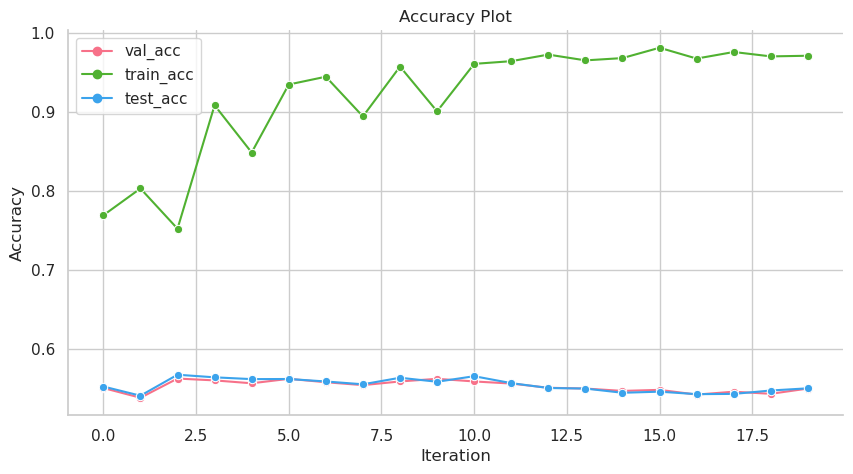 Accuracy Plot
val_acc
train_acc
test_acc
1.0
0.9
0.8
0.7
0.6
Accuracy
0.0 2.5 5.0 7.5 10.0 12.5 15.0 17.5
Iteration